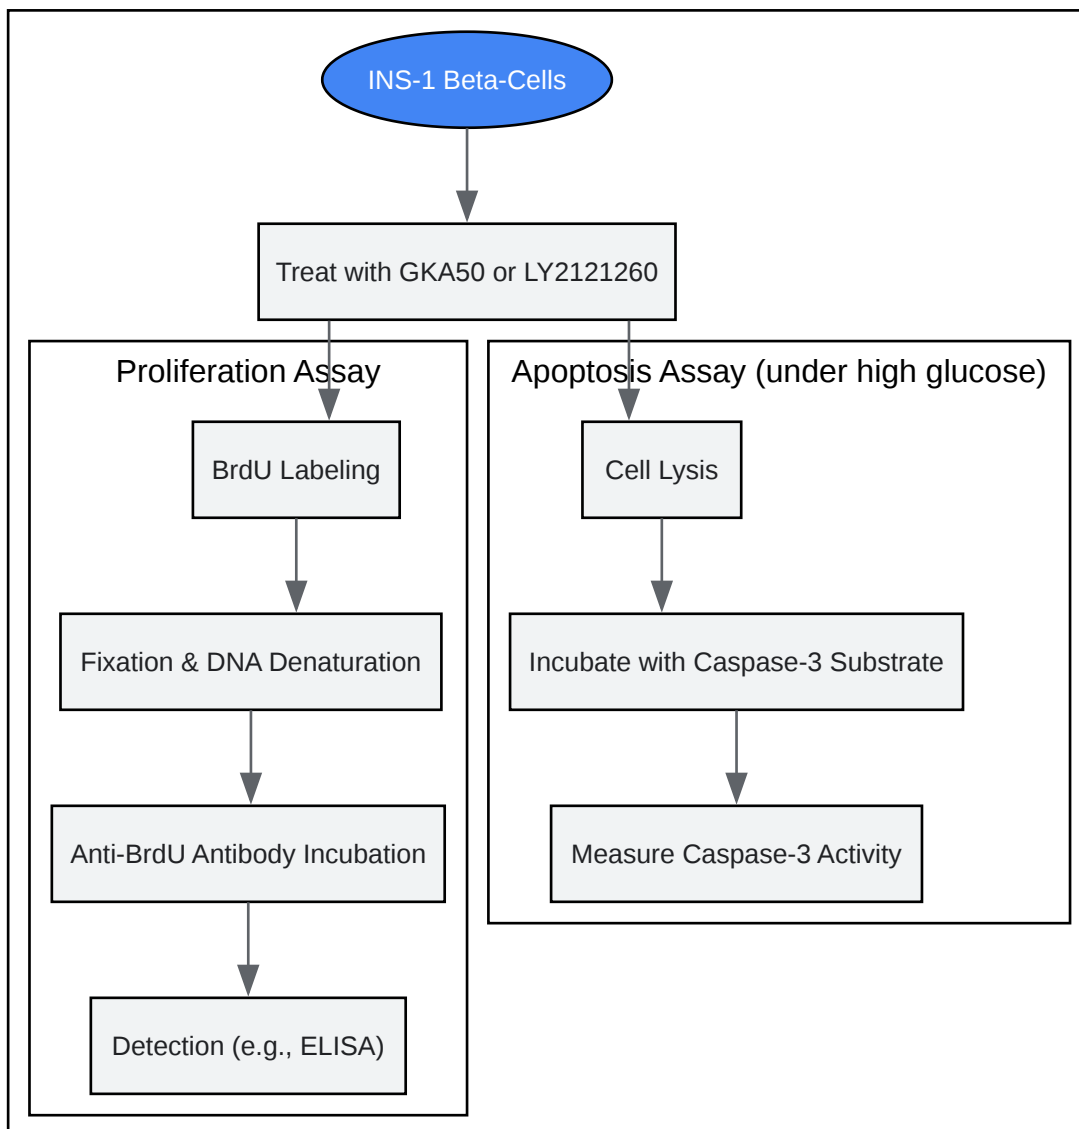 INS-1 Beta-Cells
Treat with GKA50 or LY2121260
Proliferation Assay
BrdU Labeling
Fixation & DNA Denaturation
Anti-BrdU Antibody Incubation
Detection (e.g., ELISA)
Apoptosis Assay (under high glucose)
Cell Lysis
Incubate with Caspase-3 Substrate
Measure Caspase-3 Activity